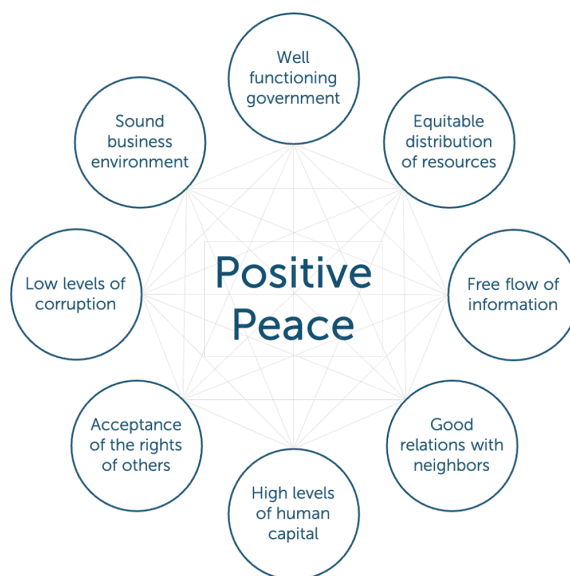 Well
functioning
government
Sound
business
environment
Equitable
distribution
of resources
Low levels of
corruption
Positive
Peace
Free flow of
information
Acceptance
of the rights
of others
Good
relations with
neighbors
High levels
of human
capital